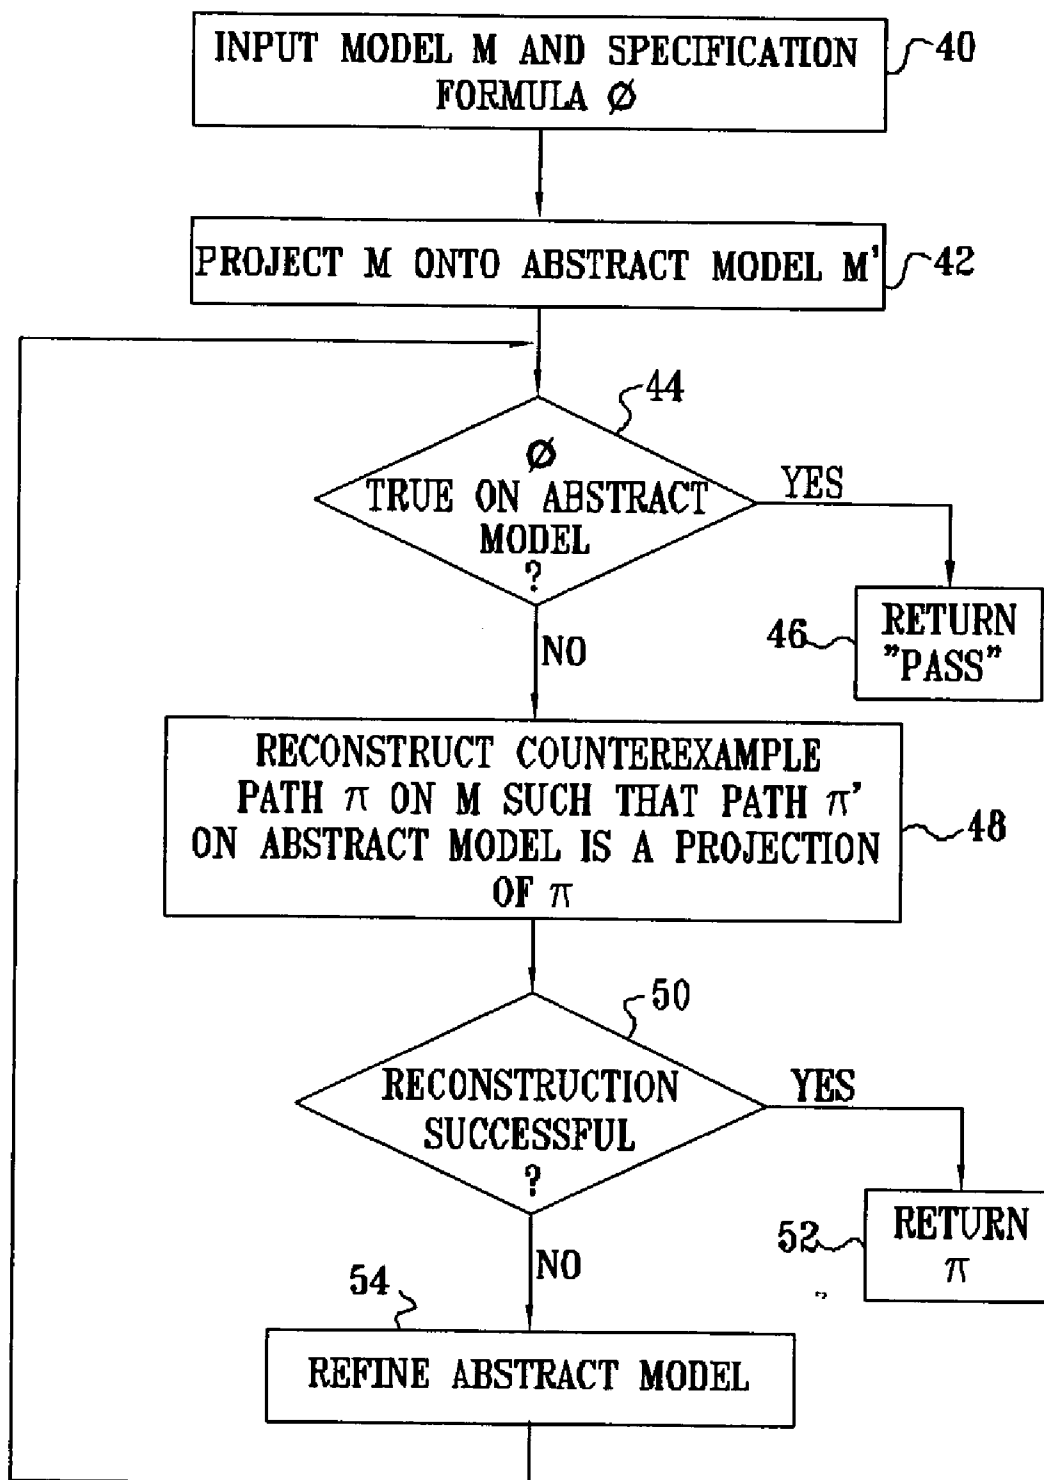 INPUT MODEL M AND SPECIFICATION
FORMULA Ø
40
PROJECT M ONTO ABSTRACT MODEL M'
42
44
Ø
TRUE ON ABSTRACT
MODEL
?
YES
46
RETURN
"PASS"
NO
RECONSTRUCT COUNTEREXAMPLE
PATH π ON M SUCH THAT PATH π'
ON ABSTRACT MODEL IS A PROJECTION
OF π
48
50
RECONSTRUCTION
SUCCESSFUL
?
YES
52
RETURN
π
NO
54
REFINE ABSTRACT MODEL